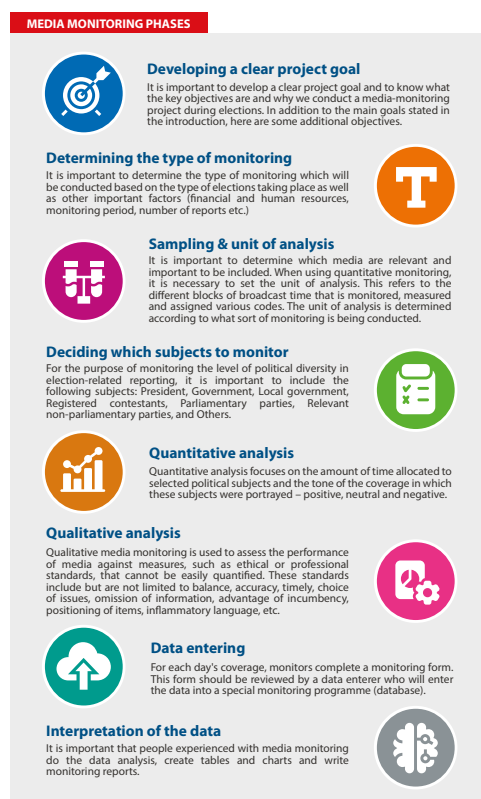 MEDIA MONITORING PHASES
Developing a clear project goal
It is important to develop a clear project goal and to know what
the key objectives are and why we conduct a media-monitoring
project during elections. In addition to the main goals stated in
the introduction, here are some additional objectives.
Determining the type of monitoring
It is important to determine the type of monitoring which will
be conducted based on the type of elections taking place as well
as other important factors (financial and human resources,
monitoring period, number of reports etc.)
T
Sampling & unit of analysis
It is important to determine which media are relevant and
important to be included. When using quantitative monitoring,
it is necessary to set the unit of analysis. This refers to the
different blocks of broadcast time that is monitored, measured
and assigned various codes. The unit of analysis is determined
according to what sort of monitoring is being conducted.
Deciding which subjects to monitor
For the purpose of monitoring the level of political diversity in
election-related reporting, it is important to include the
following subjects: President, Government, Local government,
Registered contestants, Parliamentary parties, Relevant
non-parliamentary parties, and Others.
Quantitative analysis
Quantitative analysis focuses on the amount of time allocated to
selected political subjects and the tone of the coverage in which
these subjects were portrayed – positive, neutral and negative.
Qualitative analysis
Qualitative media monitoring is used to assess the performance
of media against measures, such as ethical or professional
standards, that cannot be easily quantified. These standards
include but are not limited to balance, accuracy, timely, choice
of issues, omission of information, advantage of incumbency,
positioning of items, inflammatory language, etc.
Data entering
For each day's coverage, monitors complete a monitoring form.
This form should be reviewed by a data enterer who will enter
the data into a special monitoring programme (database).
Interpretation of the data
It is important that people experienced with media monitoring
do the data analysis, create tables and charts and write
monitoring reports.